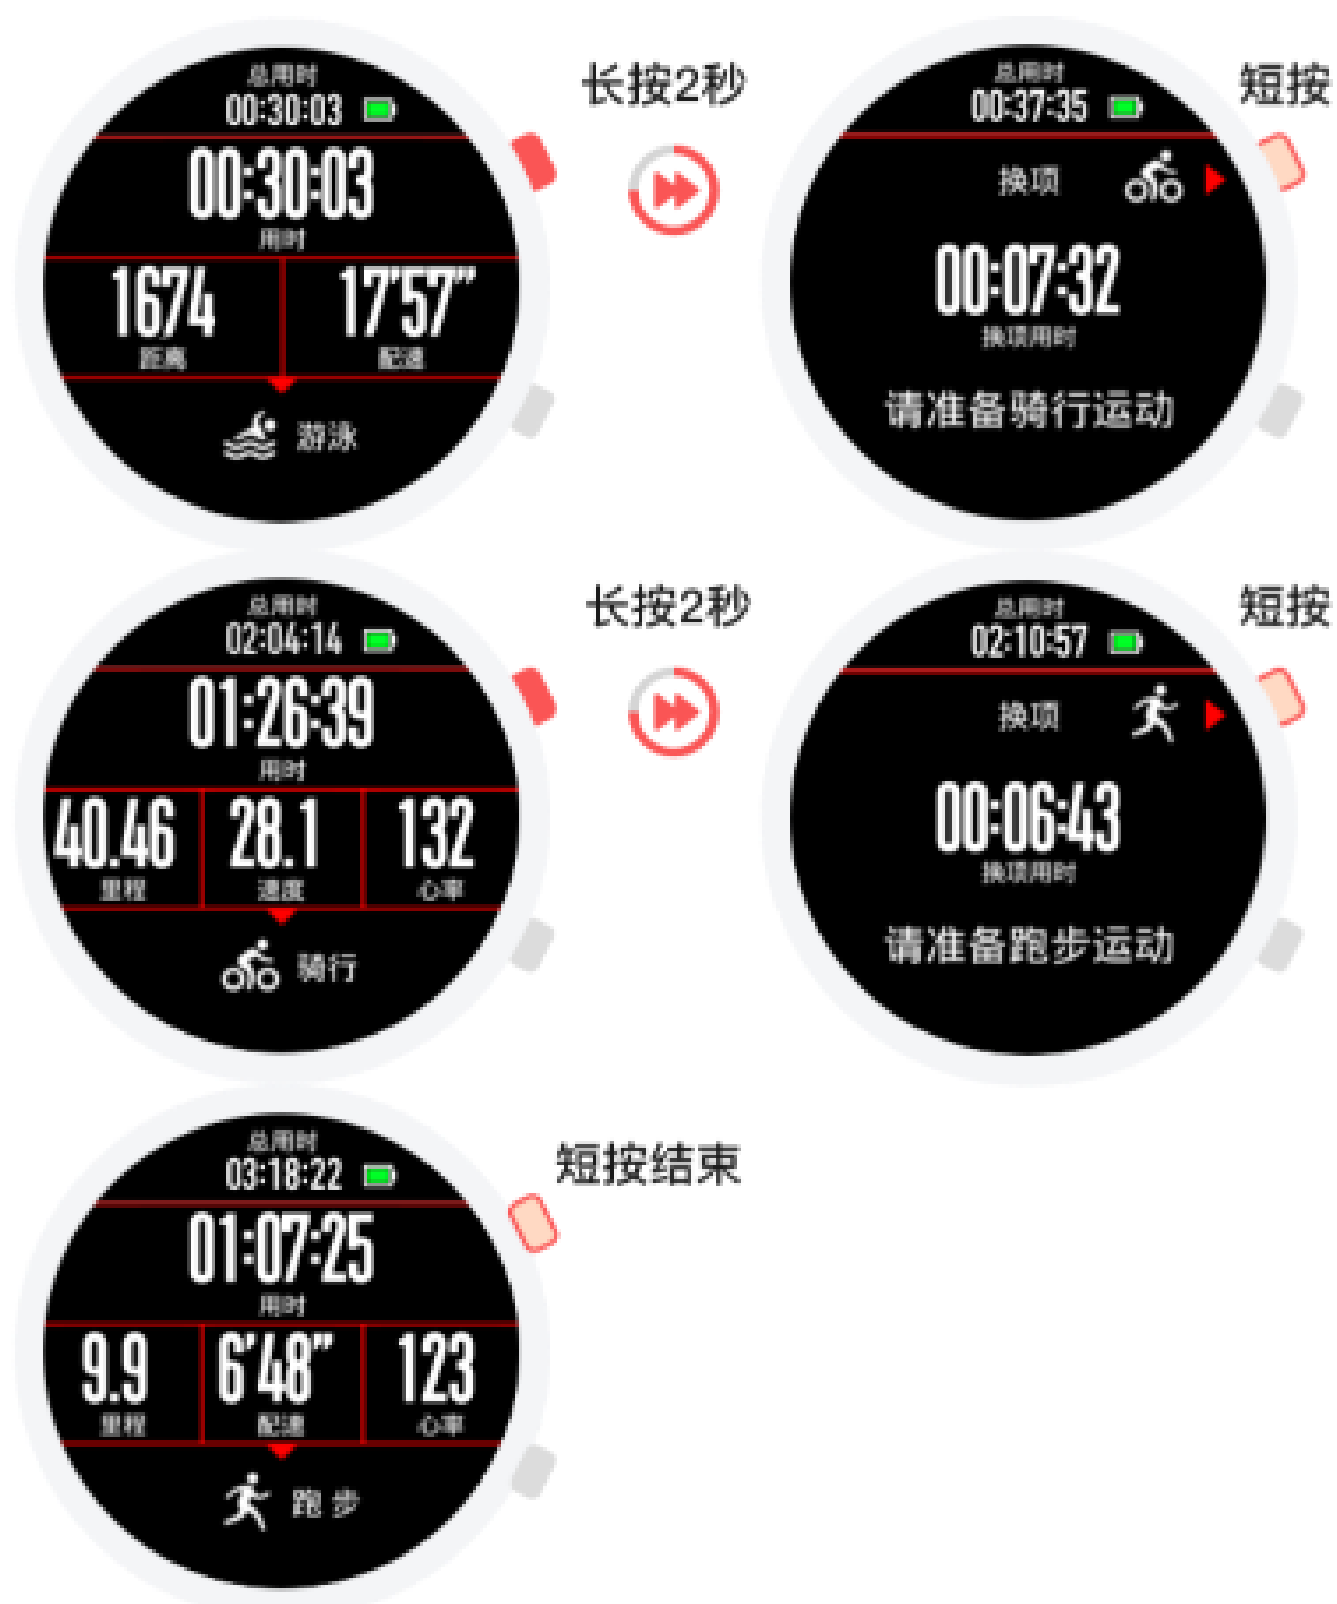 总用时
00:30:03
00:30:03
用时
1674
17'57"
距离
配速
游泳
长按2秒
总用时
00:37:35
换项
00:07:32
换项用时
请准备骑行运动
短按
总用时
02:04:14
01:26:39
用时
40.46
28.1
132
里程
速度
心率
骑行
长按2秒
总用时
02:10:57
换项
00:06:43
换项用时
请准备跑步运动
短按
总用时
03:18:22
01:07:25
用时
9.9
6'48"
123
里程
配速
心率
跑步
短按结束